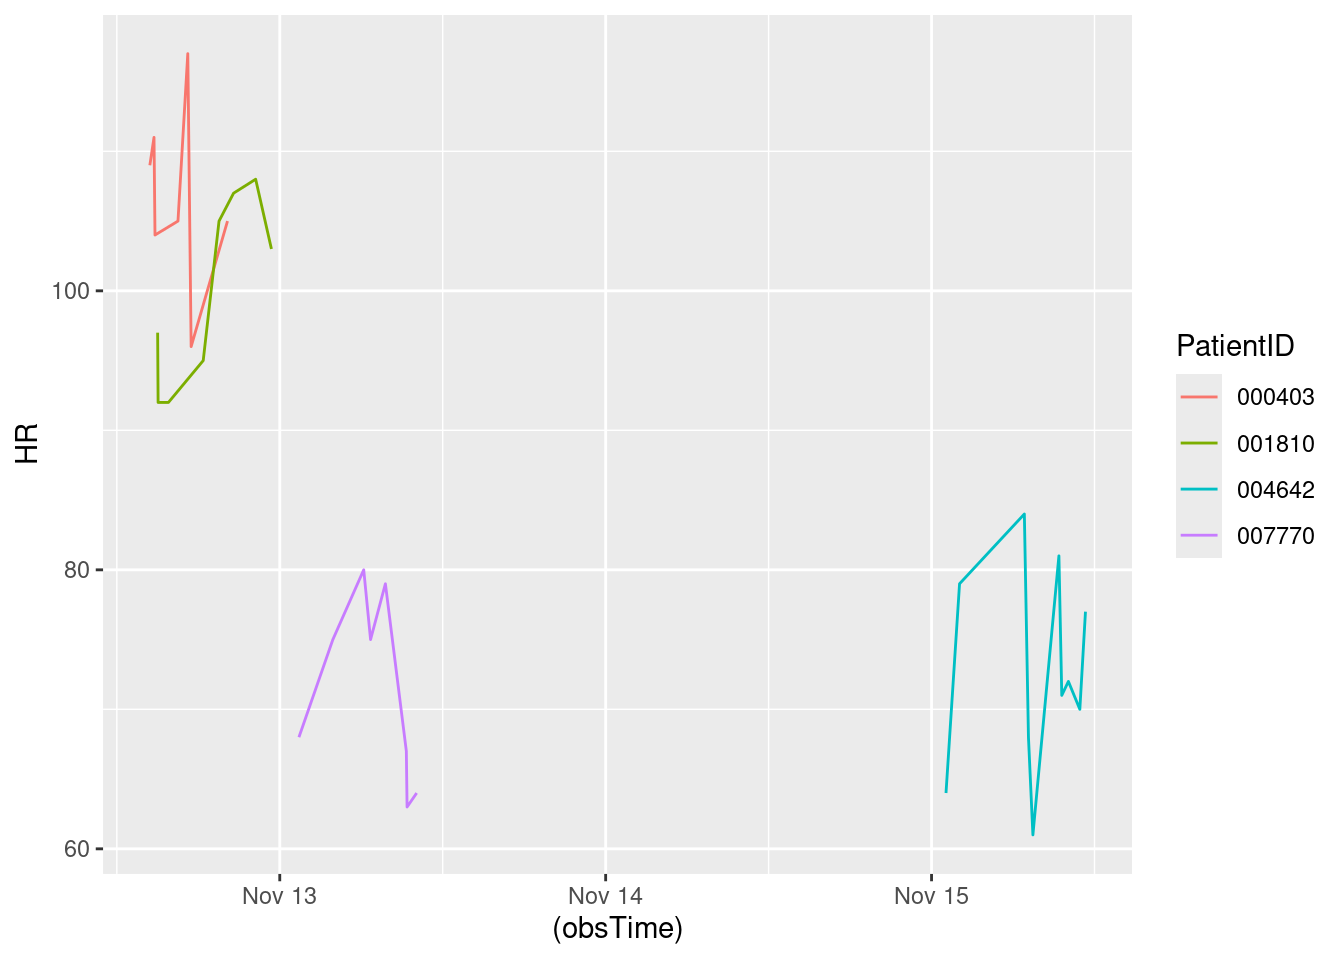 HR
100
80
60
Nov 13
Nov 14
Nov 15
(obsTime)
PatientID
000403
001810
004642
007770